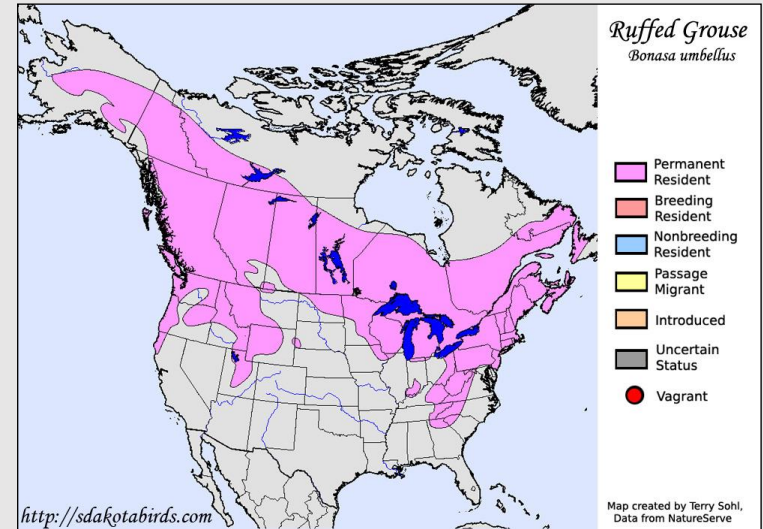 Ruffed Grouse
Bonasa umbellus
Permanent
Resident
Breeding
Resident
Nonbreeding
Resident
Passage
Migrant
Introduced
Uncertain
Status
Vagrant
http://sdakotabirds.com
Map created by Terry Sohl,
Data from NatureServe